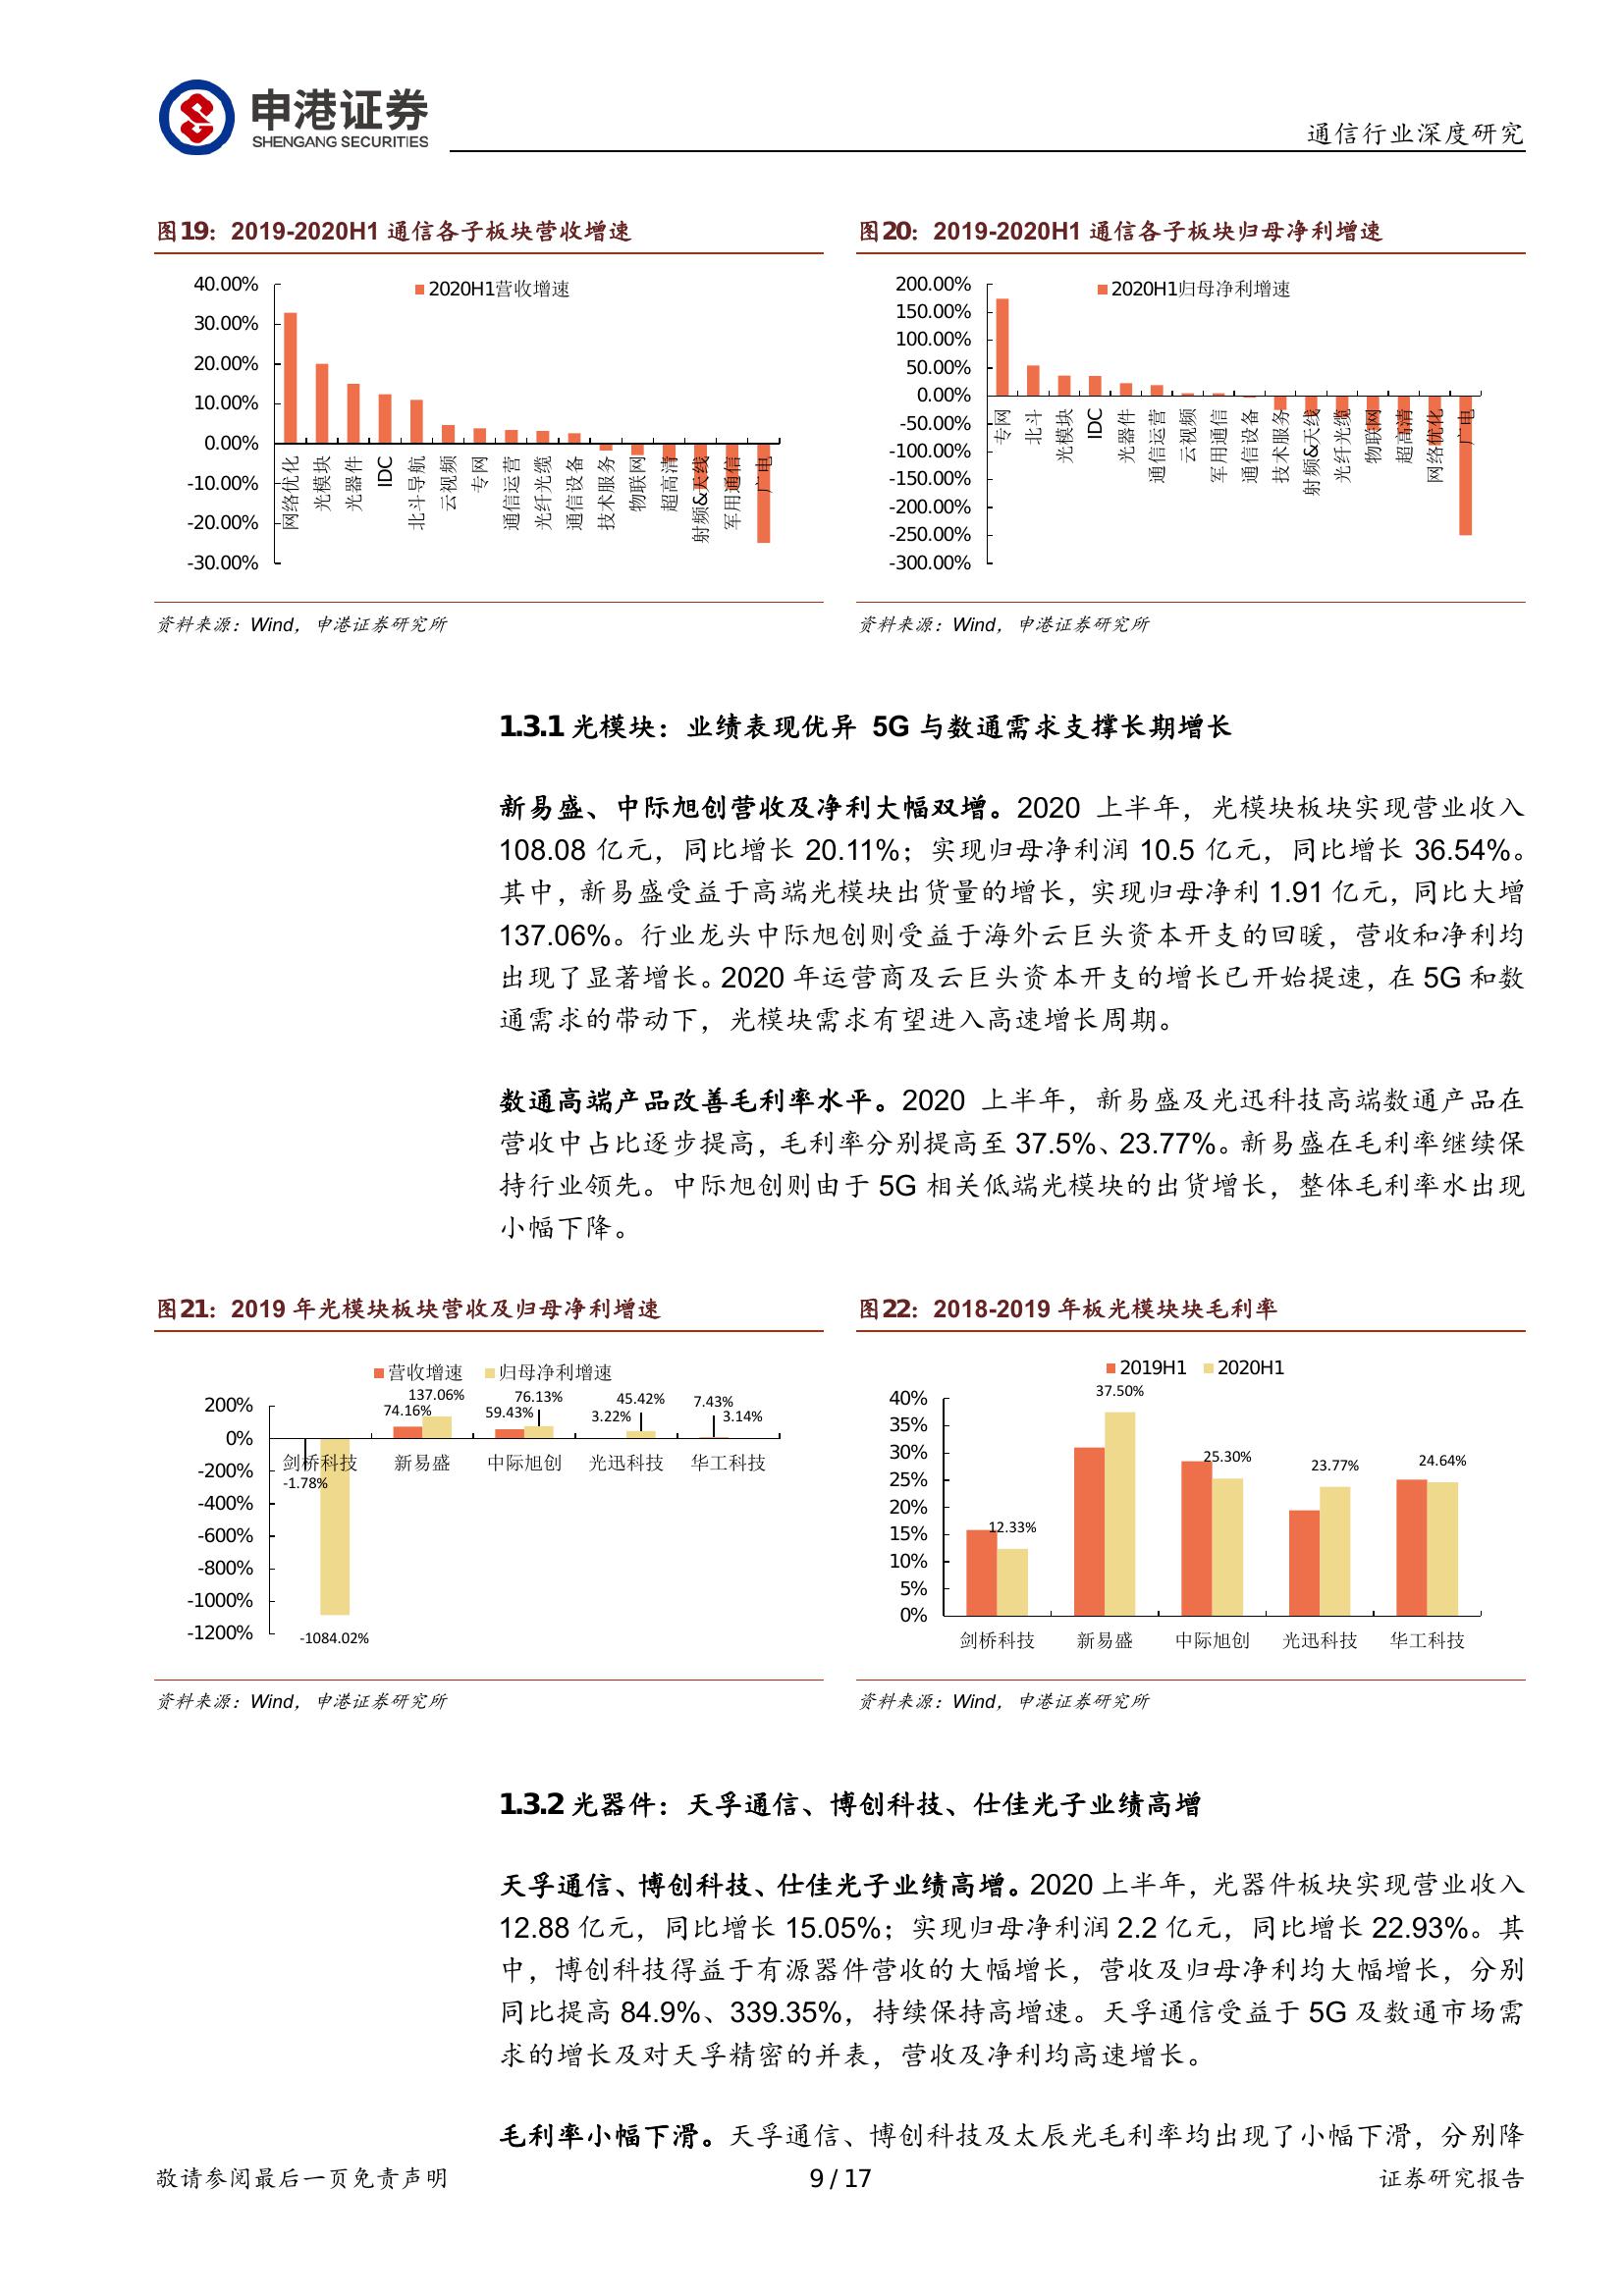 申港证券
SHENGANG SECURITIES
通信行业深度研究
图19：2019-2020H1 通信各子板块营收增速
2020H1营收增速
40.00%
30.00%
20.00%
10.00%
0.00%
-10.00%
-20.00%
-30.00%
网络优化
光模块
光器件
IDC
北斗导航
云视频
专网
通信运营
光纤光缆
通信设备
技术服务
物联网
超高清
射频&天线
军用通信
广电
资料来源：Wind，申港证券研究所
图20：2019-2020H1 通信各子板块归母净利增速
2020H1归母净利增速
200.00%
150.00%
100.00%
50.00%
0.00%
-50.00%
-100.00%
-150.00%
-200.00%
-250.00%
-300.00%
专网
北斗
光模块
IDC
光器件
通信运营
云视频
军用通信
通信设备
技术服务
射频&天线
光纤光缆
物联网
超高清
网络优化
广电
资料来源：Wind，申港证券研究所
1.3.1 光模块：业绩表现优异 5G 与数通需求支撑长期增长
新易盛、中际旭创营收及净利大幅双增。2020 上半年，光模块板块实现营业收入
108.08 亿元，同比增长 20.11%；实现归母净利润 10.5 亿元，同比增长 36.54%。
其中，新易盛受益于高端光模块出货量的增长，实现归母净利 1.91 亿元，同比大增
137.06%。行业龙头中际旭创则受益于海外云巨头资本开支的回暖，营收和净利均
出现了显著增长。2020 年运营商及云巨头资本开支的增长已开始提速，在 5G 和数
通需求的带动下，光模块需求有望进入高速增长周期。
数通高端产品改善毛利率水平。2020 上半年，新易盛及光迅科技高端数通产品在
营收中占比逐步提高，毛利率分别提高至 37.5%、23.77%。新易盛在毛利率继续保
持行业领先。中际旭创则由于 5G 相关低端光模块的出货增长，整体毛利率水出现
小幅下降。
图21：2019 年光模块板块营收及归母净利增速
营收增速 归母净利增速
200%
0%
-200%
-400%
-600%
-800%
-1000%
-1200%
-1.78%
-1084.02%
74.16%
137.06%
59.43%
76.13%
3.22%
45.42%
7.43%
3.14%
剑桥科技 新易盛 中际旭创 光迅科技 华工科技
资料来源：Wind，申港证券研究所
图22：2018-2019 年板光模块块毛利率
2019H1 2020H1
40%
35%
30%
25%
20%
15%
10%
5%
0%
12.33%
37.50%
25.30%
23.77%
24.64%
剑桥科技 新易盛 中际旭创 光迅科技 华工科技
资料来源：Wind，申港证券研究所
1.3.2 光器件：天孚通信、博创科技、仕佳光子业绩高增
天孚通信、博创科技、仕佳光子业绩高增。2020 上半年，光器件板块实现营业收入
12.88 亿元，同比增长 15.05%；实现归母净利润 2.2 亿元，同比增长 22.93%。其
中，博创科技得益于有源器件营收的大幅增长，营收及归母净利均大幅增长，分别
同比提高 84.9%、339.35%，持续保持高增速。天孚通信受益于 5G 及数通市场需
求的增长及对天孚精密的并表，营收及净利均高速增长。
毛利率小幅下滑。天孚通信、博创科技及太辰光毛利率均出现了小幅下滑，分别降
敬请参阅最后一页免责声明
9 / 17
证券研究报告